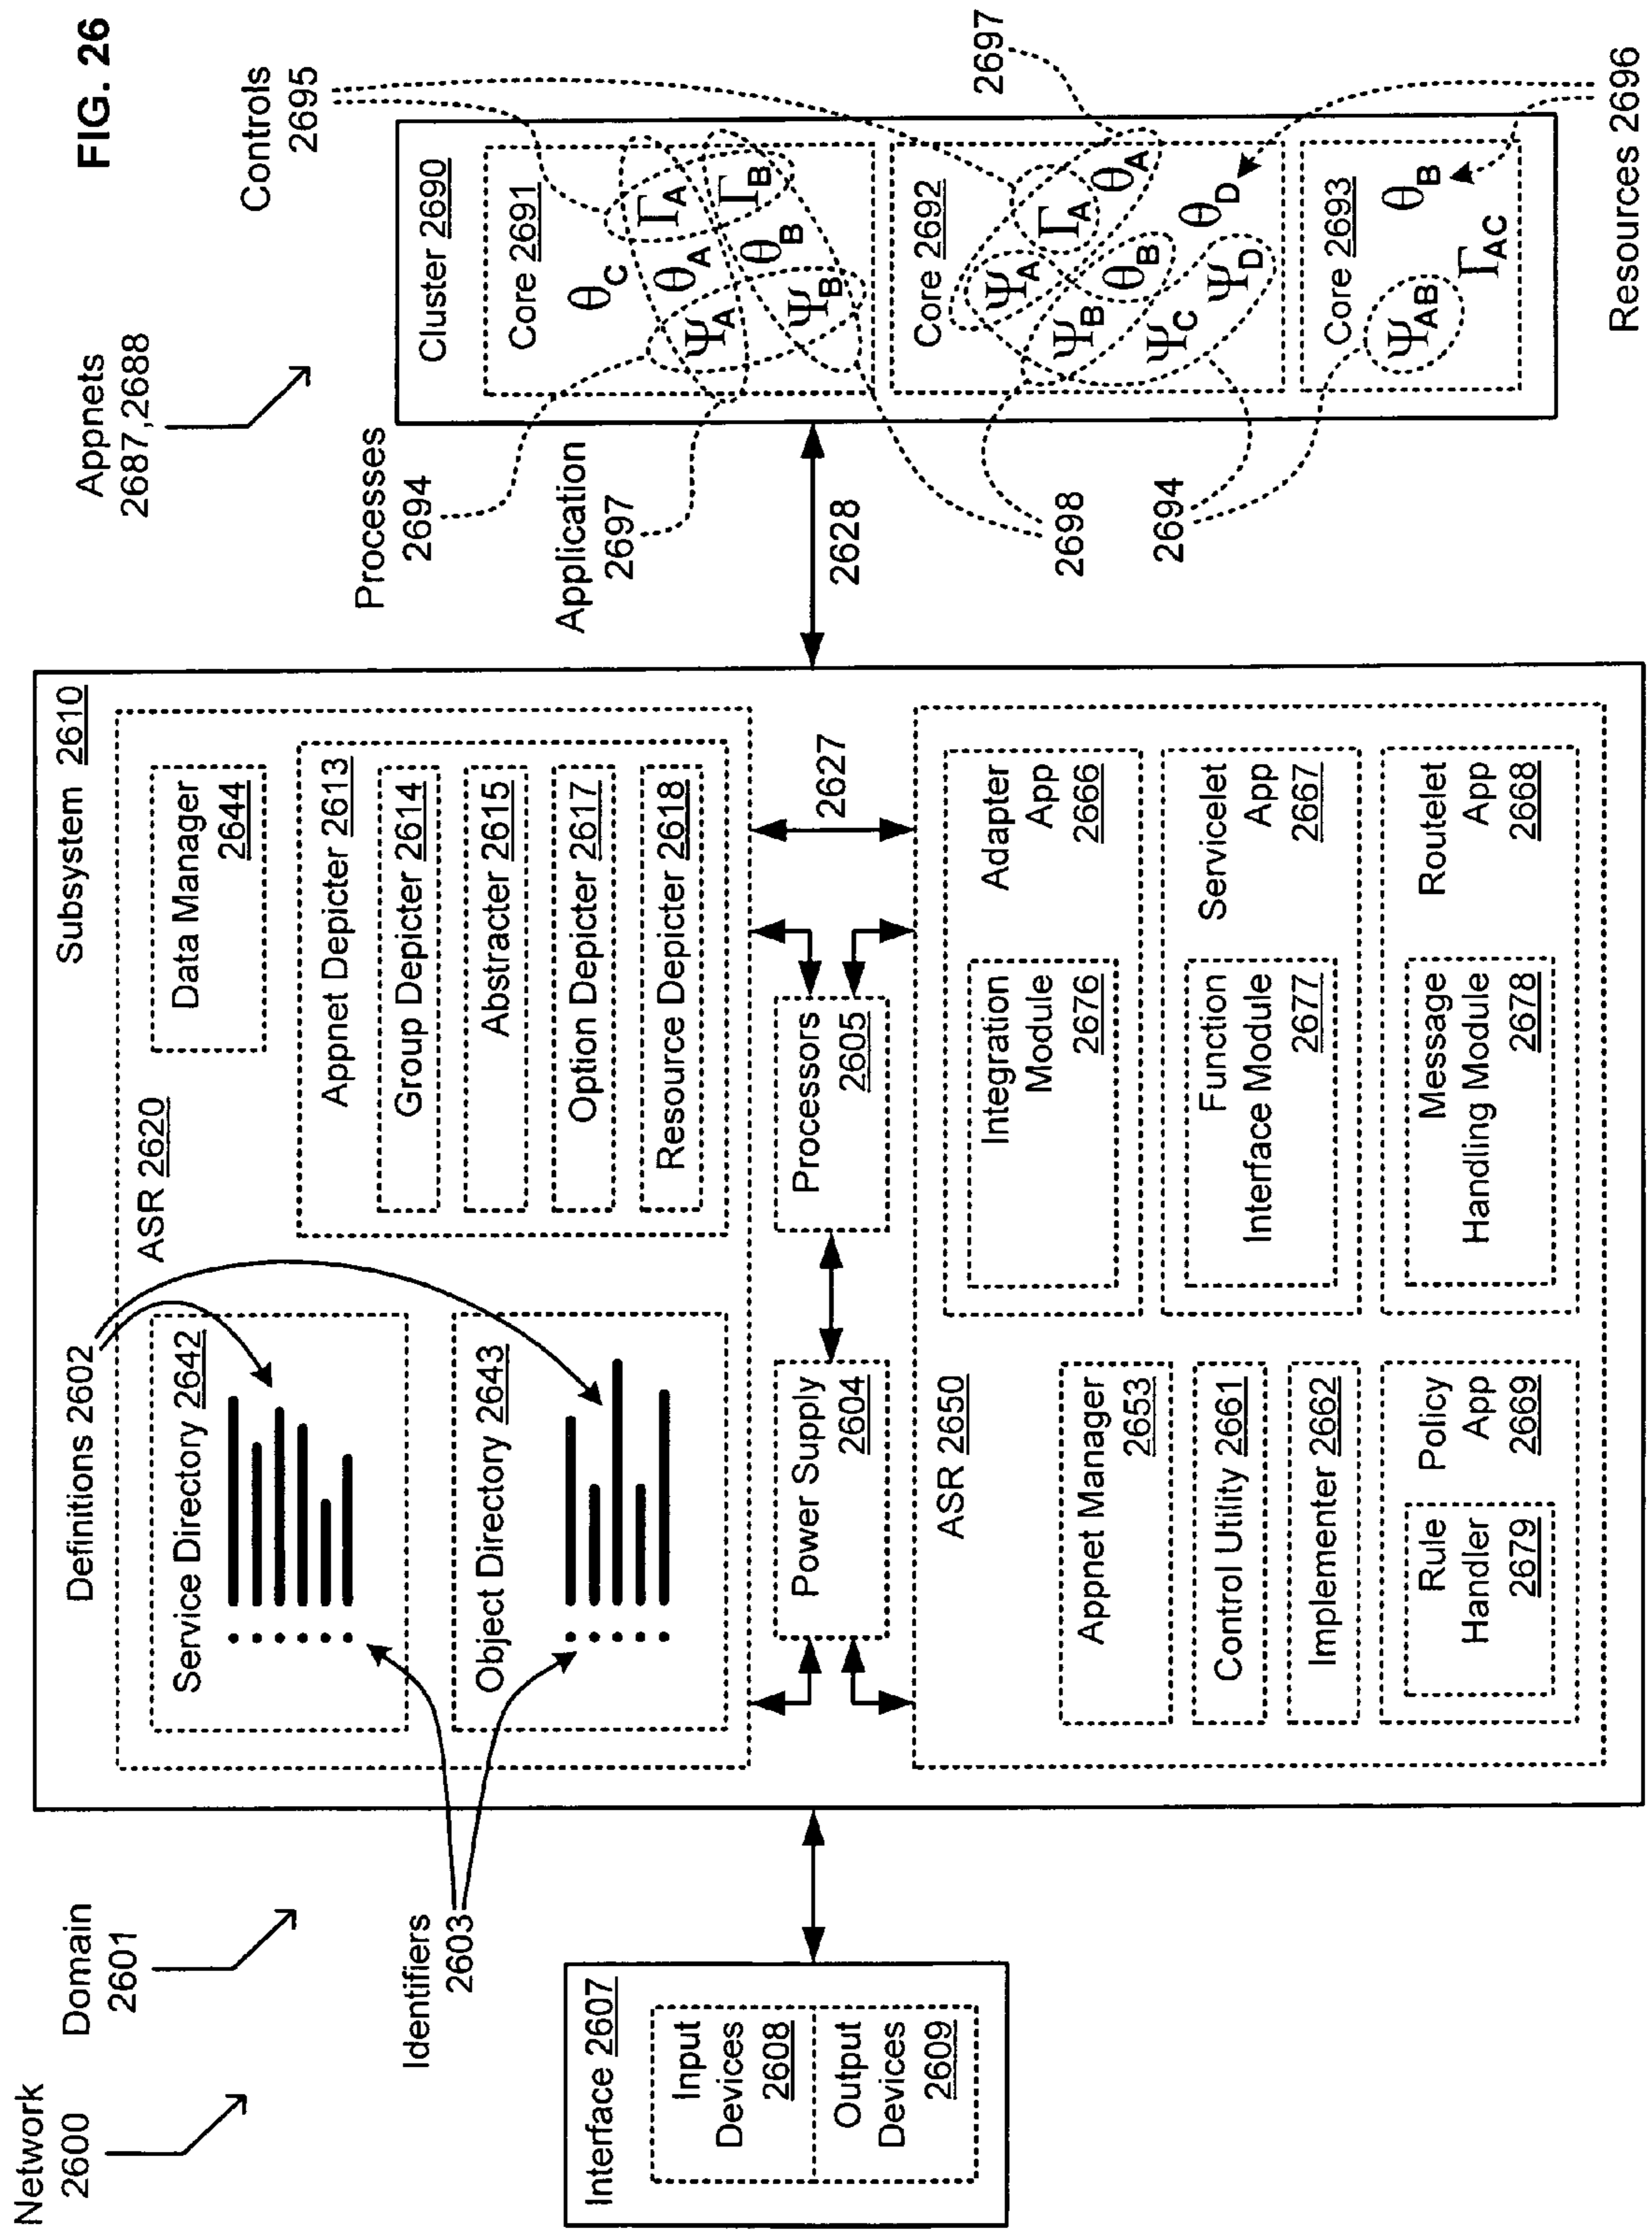 FIG. 26
Network
2600
Domain
2601
Appnets
2687,2688
Interface 2607
Input
Devices
2608
Output
Devices
2609
Identifiers
2603
Definitions 2602
Subsystem 2610
ASR 2620
Service Directory 2642
Object Directory 2643
Data Manager
2644
Appnet Depicter 2613
Group Depicter 2614
Abstracter 2615
Option Depicter 2617
Resource Depicter 2618
Power Supply
2604
Processors
2605
2627
ASR 2650
Appnet Manager
2653
Control Utility 2661
Implementer 2662
Rule
Handler
2679
Policy
App
2669
Integration
Module
2676
Adapter
App
2666
Function
Interface Module
2677
Servicelet
App
2667
Message
Handling Module
2678
Routelet
App
2668
2628
Processes
2694
Application
2697
2698
2694
Controls
2695
2697
Resources 2696
Cluster 2690
Core 2691
θC
ΨA θA ΓA
ΨB θB ΓB
Core 2692
ΨA ΓA θA
ΨB θB
ΨC ΨD θD
Core 2693
ΨAB θB
ΓAC